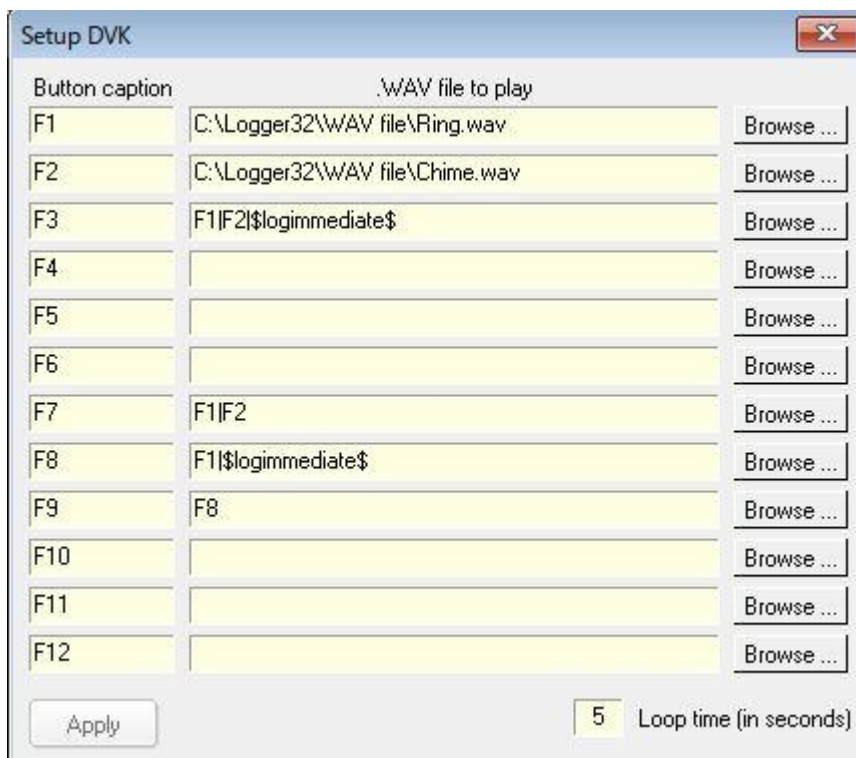 Setup DVK
Button caption .WAV file to play
F1 C:\Logger32\WAV file\Ring.wav Browse ...
F2 C:\Logger32\WAV file\Chime.wav Browse ...
F3 F1|F2|$logimmediate$ Browse ...
F4 Browse ...
F5 Browse ...
F6 Browse ...
F7 F1|F2 Browse ...
F8 F1|$logimmediate$ Browse ...
F9 F8 Browse ...
F10 Browse ...
F11 Browse ...
F12 Browse ...
Apply 5 Loop time (in seconds)